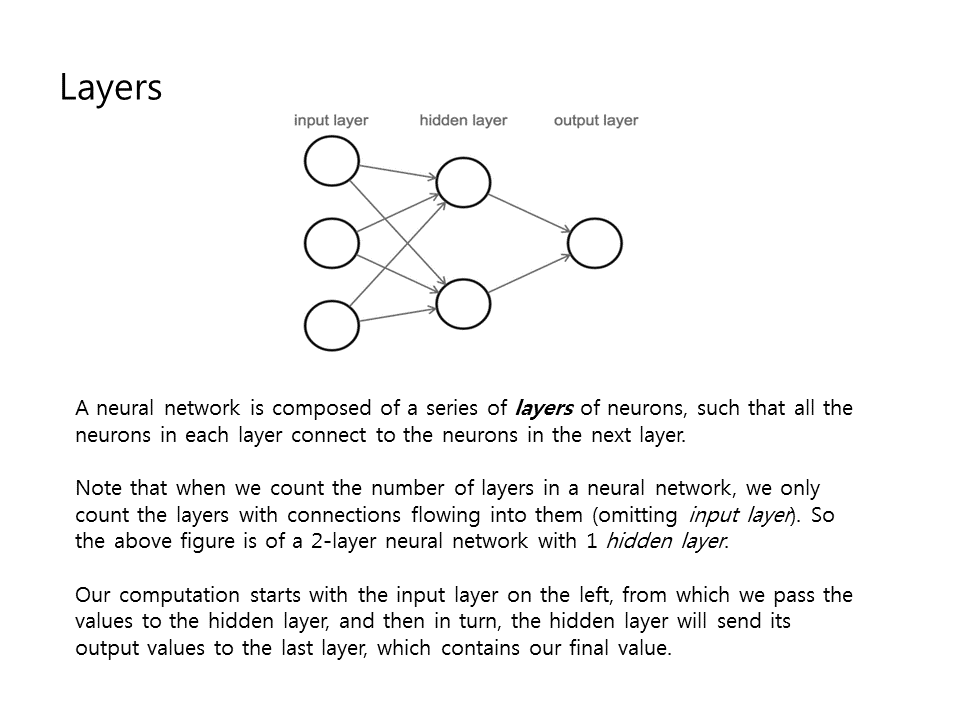 Layers
input layer hidden layer output layer
A neural network is composed of a series of layers of neurons, such that all the
neurons in each layer connect to the neurons in the next layer.
Note that when we count the number of layers in a neural network, we only
count the layers with connections flowing into them (omitting input layer). So
the above figure is of a 2-layer neural network with 1 hidden layer.
Our computation starts with the input layer on the left, from which we pass the
values to the hidden layer, and then in turn, the hidden layer will send its
output values to the last layer, which contains our final value.